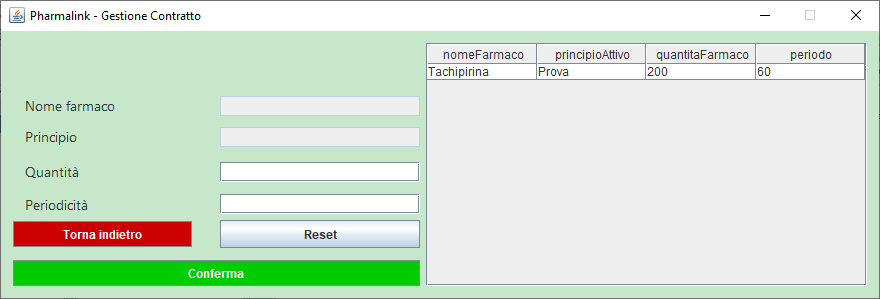 Pharmalink - Gestione Contratto
nomeFarmaco principioAttivo quantitaFarmaco periodo
Tachipirina Prova 200 60
Nome farmaco
Principio
Quantità
Periodicità
Torna indietro Reset
Conferma